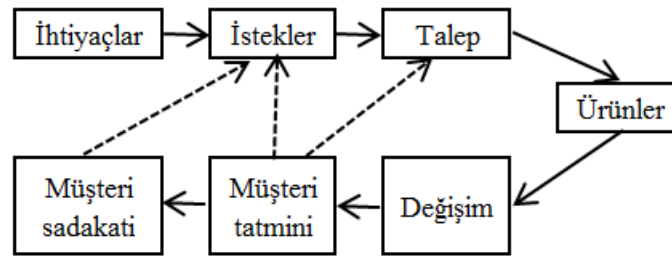 İhtiyaçlar
İstekler
Talep
Ürünler
Müşteri
sadakati
Müşteri
tatmini
Değişim